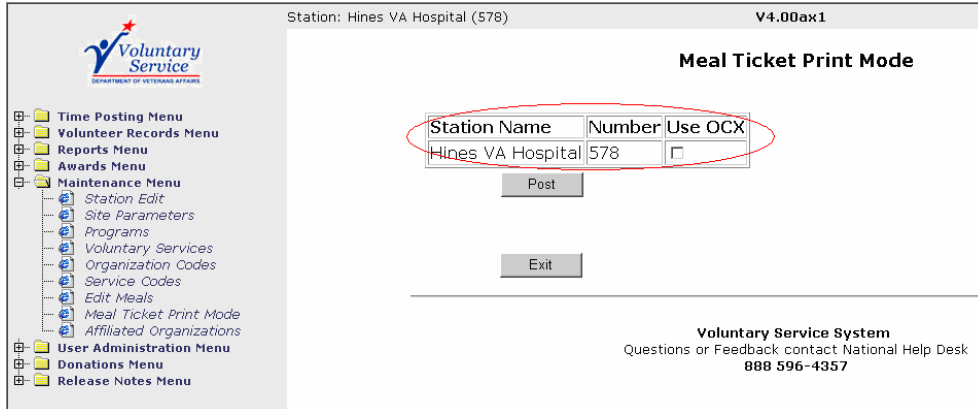 Station: Hines VA Hospital (578) V4.00ax1
Voluntary
Service
DEPARTMENT OF VETERANS AFFAIRS
Meal Ticket Print Mode
Time Posting Menu
Volunteer Records Menu
Reports Menu
Awards Menu
Maintenance Menu
Station Edit
Site Parameters
Programs
Voluntary Services
Organization Codes
Service Codes
Edit Meals
Meal Ticket Print Mode
Affiliated Organizations
User Administration Menu
Donations Menu
Release Notes Menu
Station Name Number Use OCX
Hines VA Hospital 578
Post
Exit
Voluntary Service System
Questions or Feedback contact National Help Desk
888 596-4357